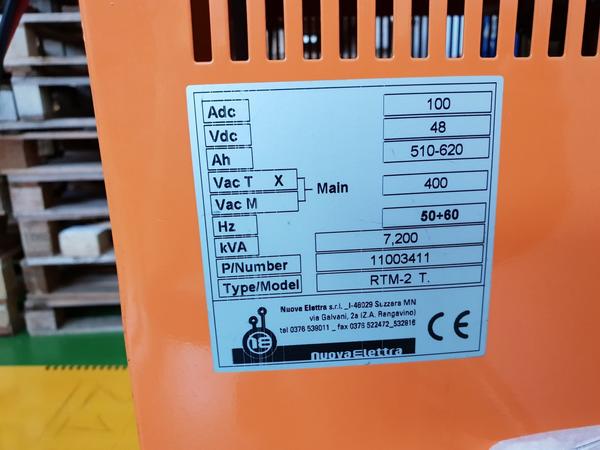 Adc 100
Vdc 48
Ah 510-620
Vac T X Main 400
Vac M
Hz 50÷60
kVA 7,200
P/Number 11003411
Type/Model RTM-2 T.
Nuova Elettra s.r.l. _I-46029 Suzzara MN
via Galvani, 2a (Z.A. Rangavino)
tel 0376 539011 _ fax 0376 522472_532816
nuovaElettra
CE